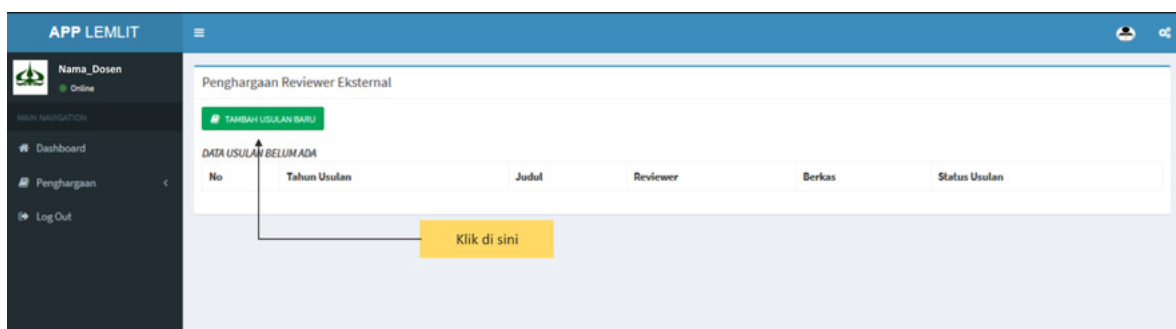 APP LEMLIT
Nama_Dosen
Online
MAIN NAVIGATION
Dashboard
Penghargaan
Log Out
Penghargaan Reviewer Eksternal
TAMBAH USULAN BARU
DATA USULAN BELUM ADA
No Tahun Usulan Judul Reviewer Berkas Status Usulan
Klik di sini